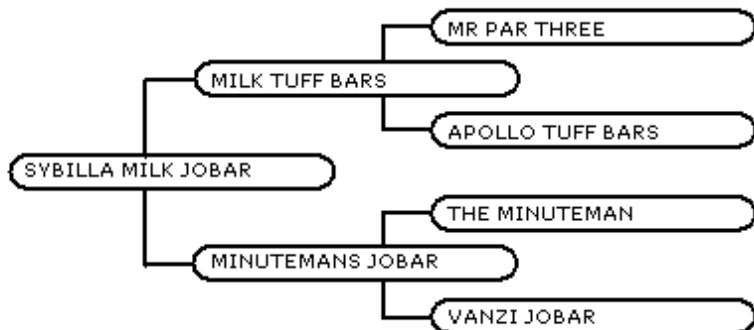 MR PAR THREE
MILK TUFF BARS
APOLLO TUFF BARS
SYBILLA MILK JOBAR
THE MINUTEMAN
MINUTEMANS JOBAR
VANZI JOBAR